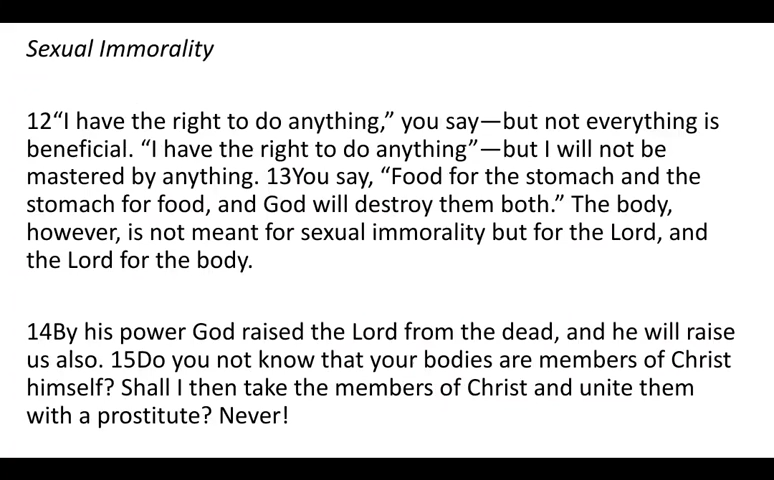 Sexual Immorality
12“I have the right to do anything,” you say—but not everything is
beneficial. “I have the right to do anything”—but I will not be
mastered by anything. 13You say, “Food for the stomach and the
stomach for food, and God will destroy them both.” The body,
however, is not meant for sexual immorality but for the Lord, and
the Lord for the body.
14By his power God raised the Lord from the dead, and he will raise
us also. 15Do you not know that your bodies are members of Christ
himself? Shall I then take the members of Christ and unite them
with a prostitute? Never!